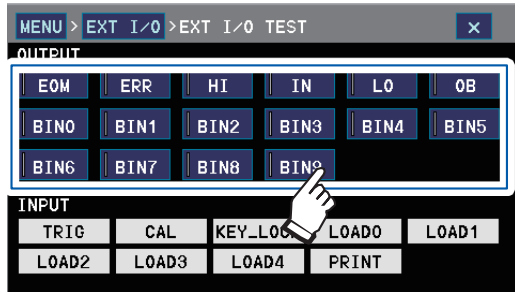 MENU > EXT I/O > EXT I/O TEST ×
OUTPUT
EOM ERR HI IN LO OB
BIN0 BIN1 BIN2 BIN3 BIN4 BIN5
BIN6 BIN7 BIN8 BIN9
INPUT
TRIG CAL KEY_LOCK LOAD0 LOAD1
LOAD2 LOAD3 LOAD4 PRINT